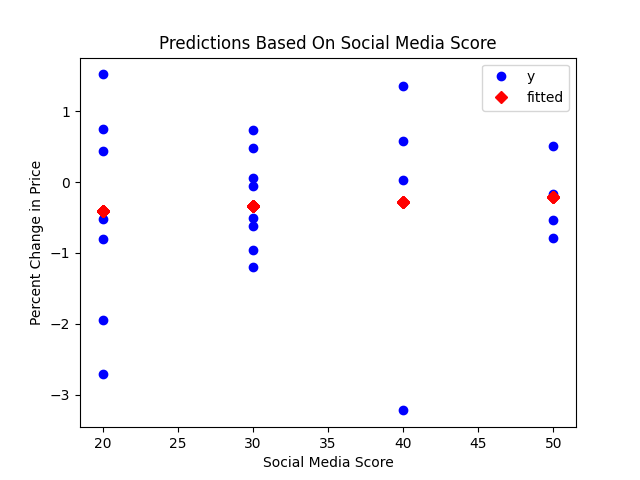 Predictions Based On Social Media Score
y
fitted
Percent Change in Price
1
0
−1
−2
−3
20 25 30 35 40 45 50
Social Media Score